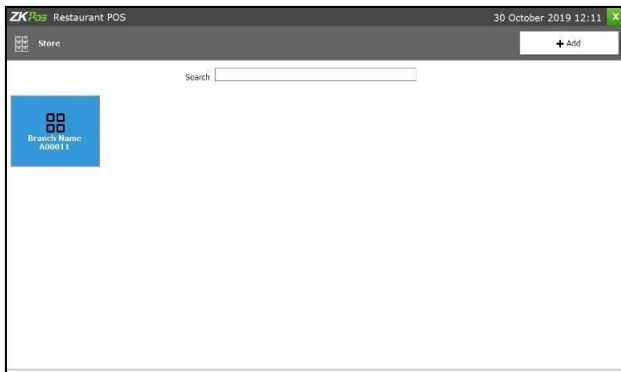 ZKPos Restaurant POS
30 October 2019 12:11 X
Store
+ Add
Search
Branch Name
A00011